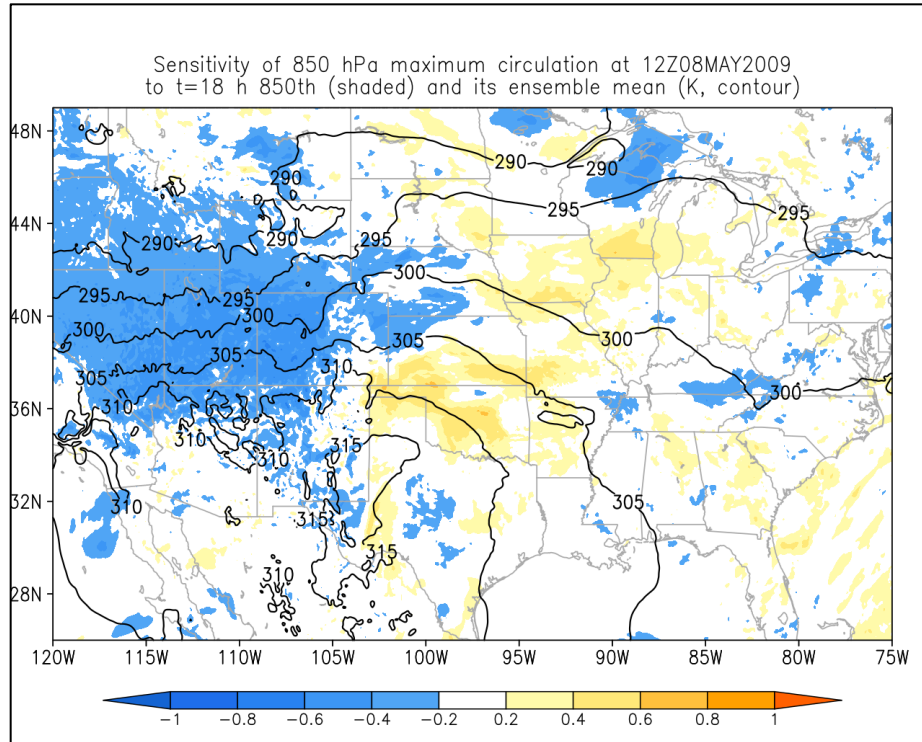 Sensitivity of 850 hPa maximum circulation at 12Z08MAY2009
to t=18 h 850th (shaded) and its ensemble mean (K, contour)
48N
290
290
290
44N
295
295
290
290
295
300
295
295
40N
300
300
300
305
305
305
310
300
36N
310
310
310
315
32N
310
305
315
315
310
28N
120W 115W 110W 105W 100W 95W 90W 85W 80W 75W
−1 −0.8 −0.6 −0.4 −0.2 0.2 0.4 0.6 0.8 1